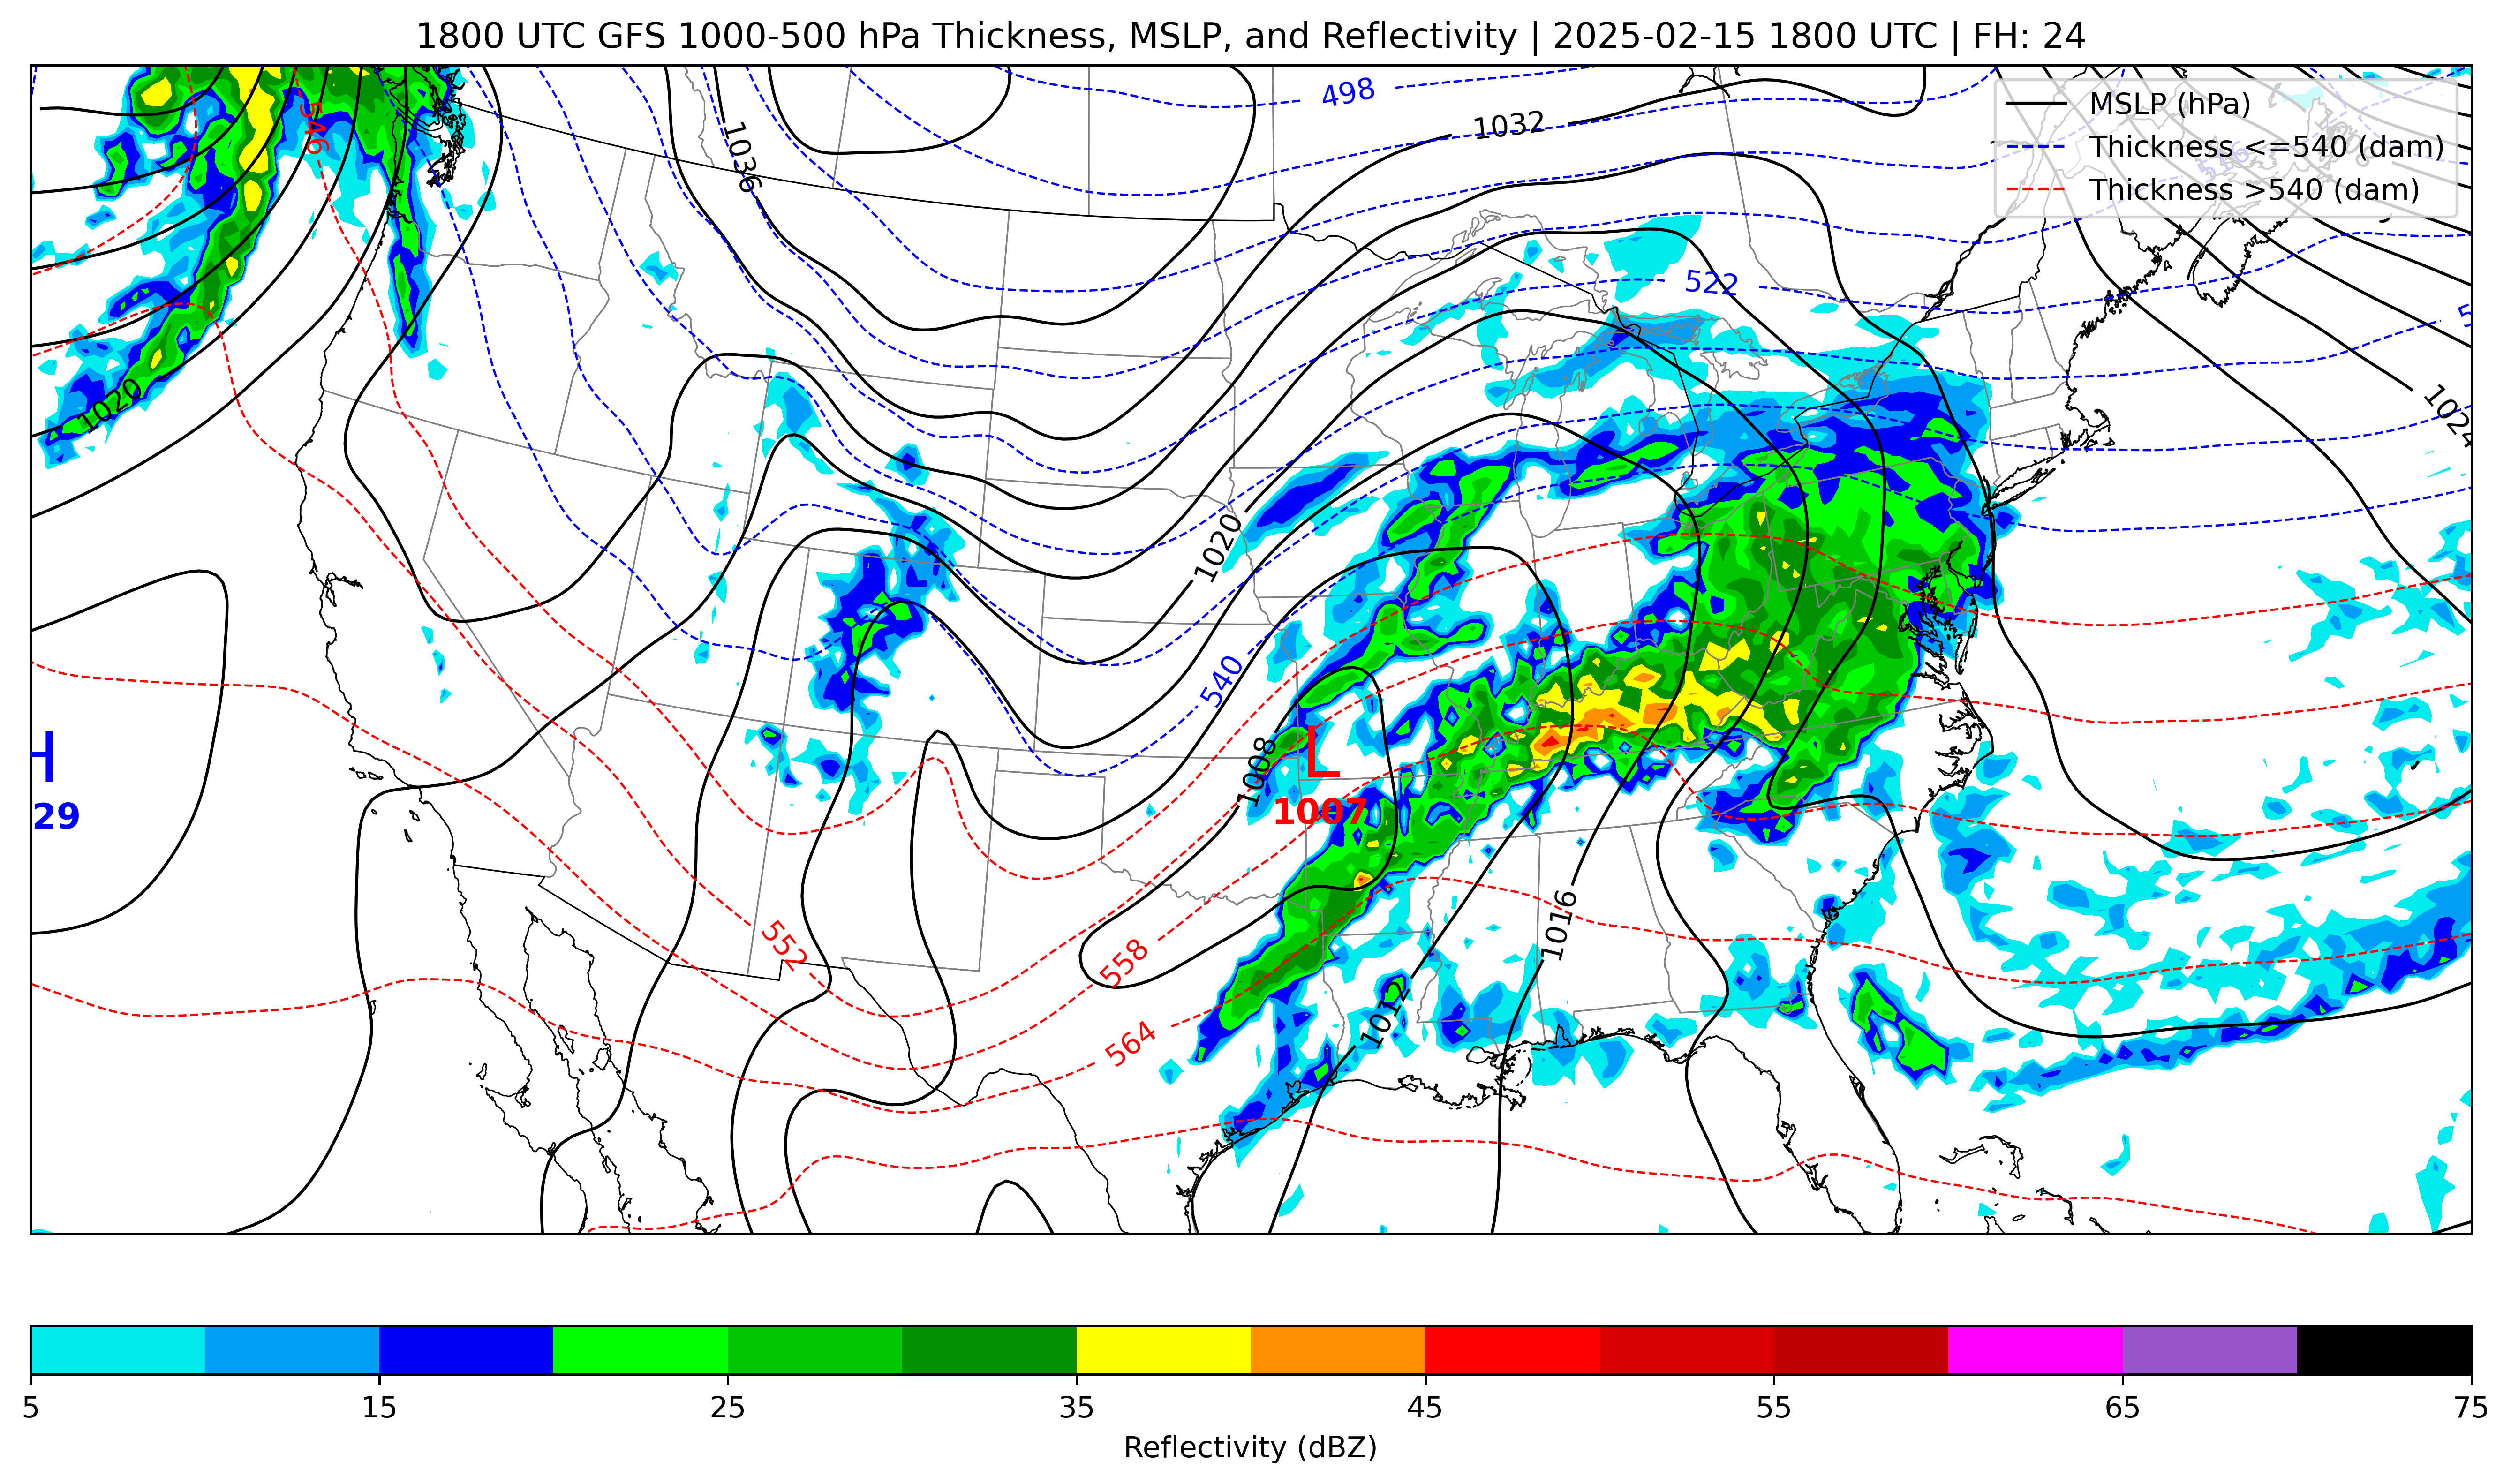 1800 UTC GFS 1000-500 hPa Thickness, MSLP, and Reflectivity | 2025-02-15 1800 UTC | FH: 24
MSLP (hPa)
Thickness <=540 (dam)
Thickness >540 (dam)
498
546
1032
1036
522
1020
1024
1020
540
1008
L
1007
H
29
1016
552
558
1012
564
5 15 25 35 45 55 65 75
Reflectivity (dBZ)